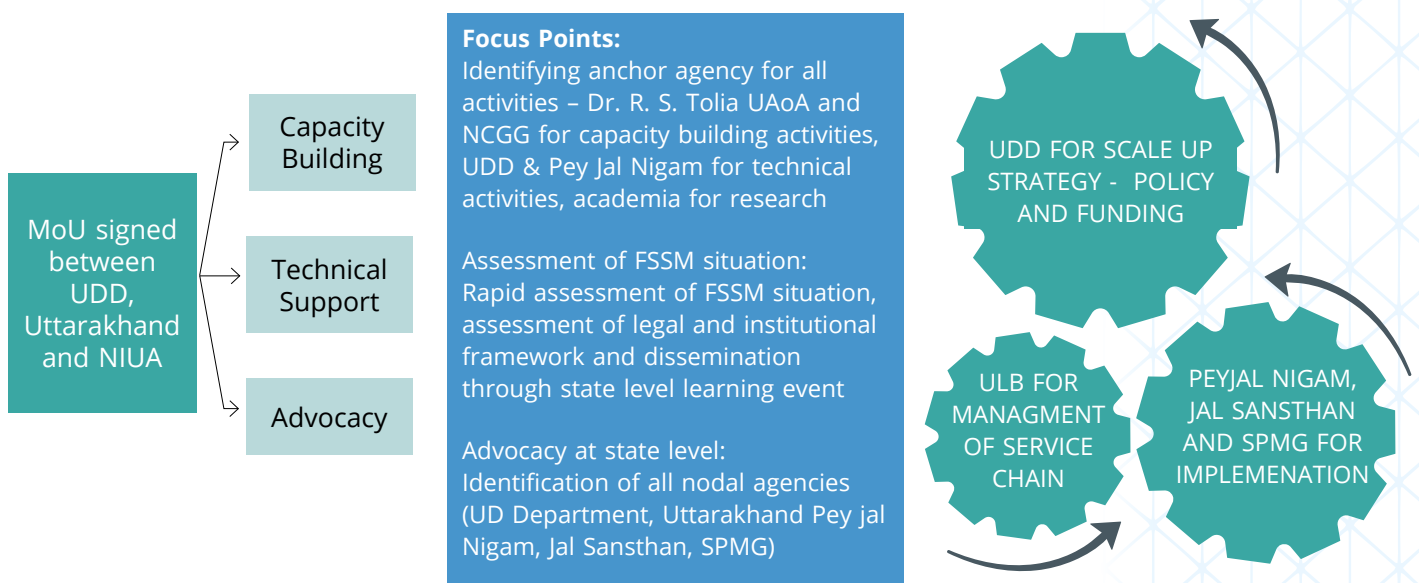 MoU signed
between
UDD,
Uttarakhand
and NIUA
Capacity
Building
Technical
Support
Advocacy
Focus Points:
Identifying anchor agency for all
activities – Dr. R. S. Tolia UAoA and
NCGG for capacity building activities,
UDD & Pey Jal Nigam for technical
activities, academia for research
Assessment of FSSM situation:
Rapid assessment of FSSM situation,
assessment of legal and institutional
framework and dissemination
through state level learning event
Advocacy at state level:
Identification of all nodal agencies
(UD Department, Uttarakhand Pey jal
Nigam, Jal Sansthan, SPMG)
UDD FOR SCALE UP
STRATEGY - POLICY
AND FUNDING
ULB FOR
MANAGMENT
OF SERVICE
CHAIN
PEYJAL NIGAM,
JAL SANSTHAN
AND SPMG FOR
IMPLEMENATION